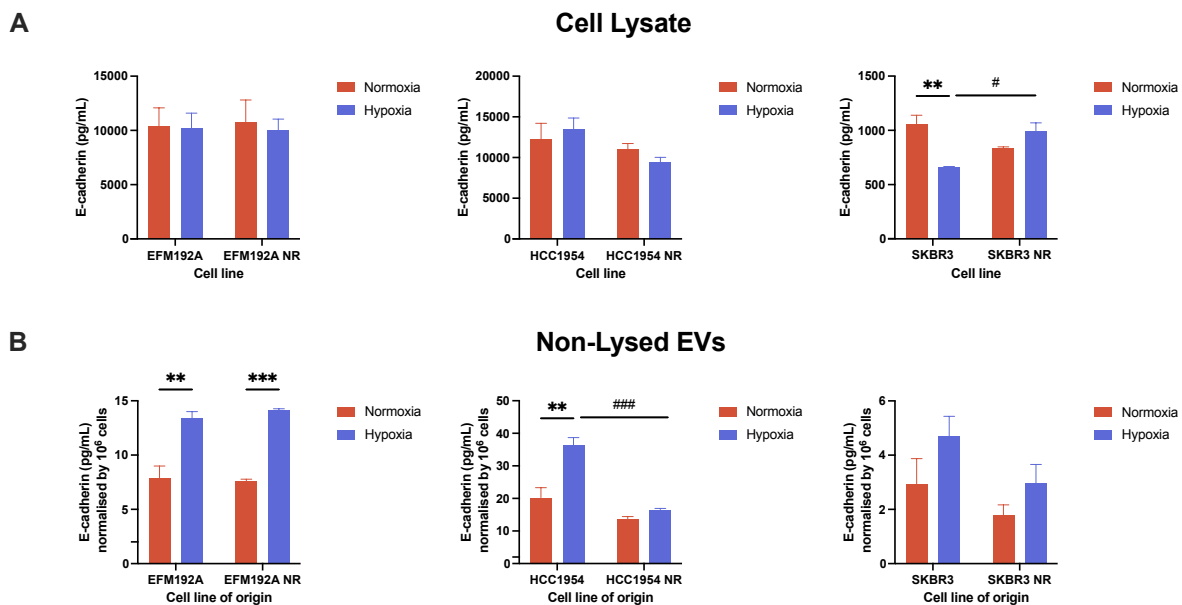 A
Cell Lysate
E-cadherin (pg/mL)
15000
10000
5000
0
EFM192A
EFM192A NR
Cell line
Normoxia
Hypoxia
E-cadherin (pg/mL)
20000
15000
10000
5000
0
HCC1954
HCC1954 NR
Cell line
Normoxia
Hypoxia
E-cadherin (pg/mL)
1500
1000
500
0
**
#
SKBR3
SKBR3 NR
Cell line
Normoxia
Hypoxia
B
Non-Lysed EVs
E-cadherin (pg/mL)
normalised by 10⁶ cells
15
10
5
0
**
***
EFM192A
EFM192A NR
Cell line of origin
Normoxia
Hypoxia
E-cadherin (pg/mL)
normalised by 10⁶ cells
50
40
30
20
10
0
**
###
HCC1954
HCC1954 NR
Cell line of origin
Normoxia
Hypoxia
E-cadherin (pg/mL)
normalised by 10⁶ cells
6
4
2
0
SKBR3
SKBR3 NR
Cell line of origin
Normoxia
Hypoxia